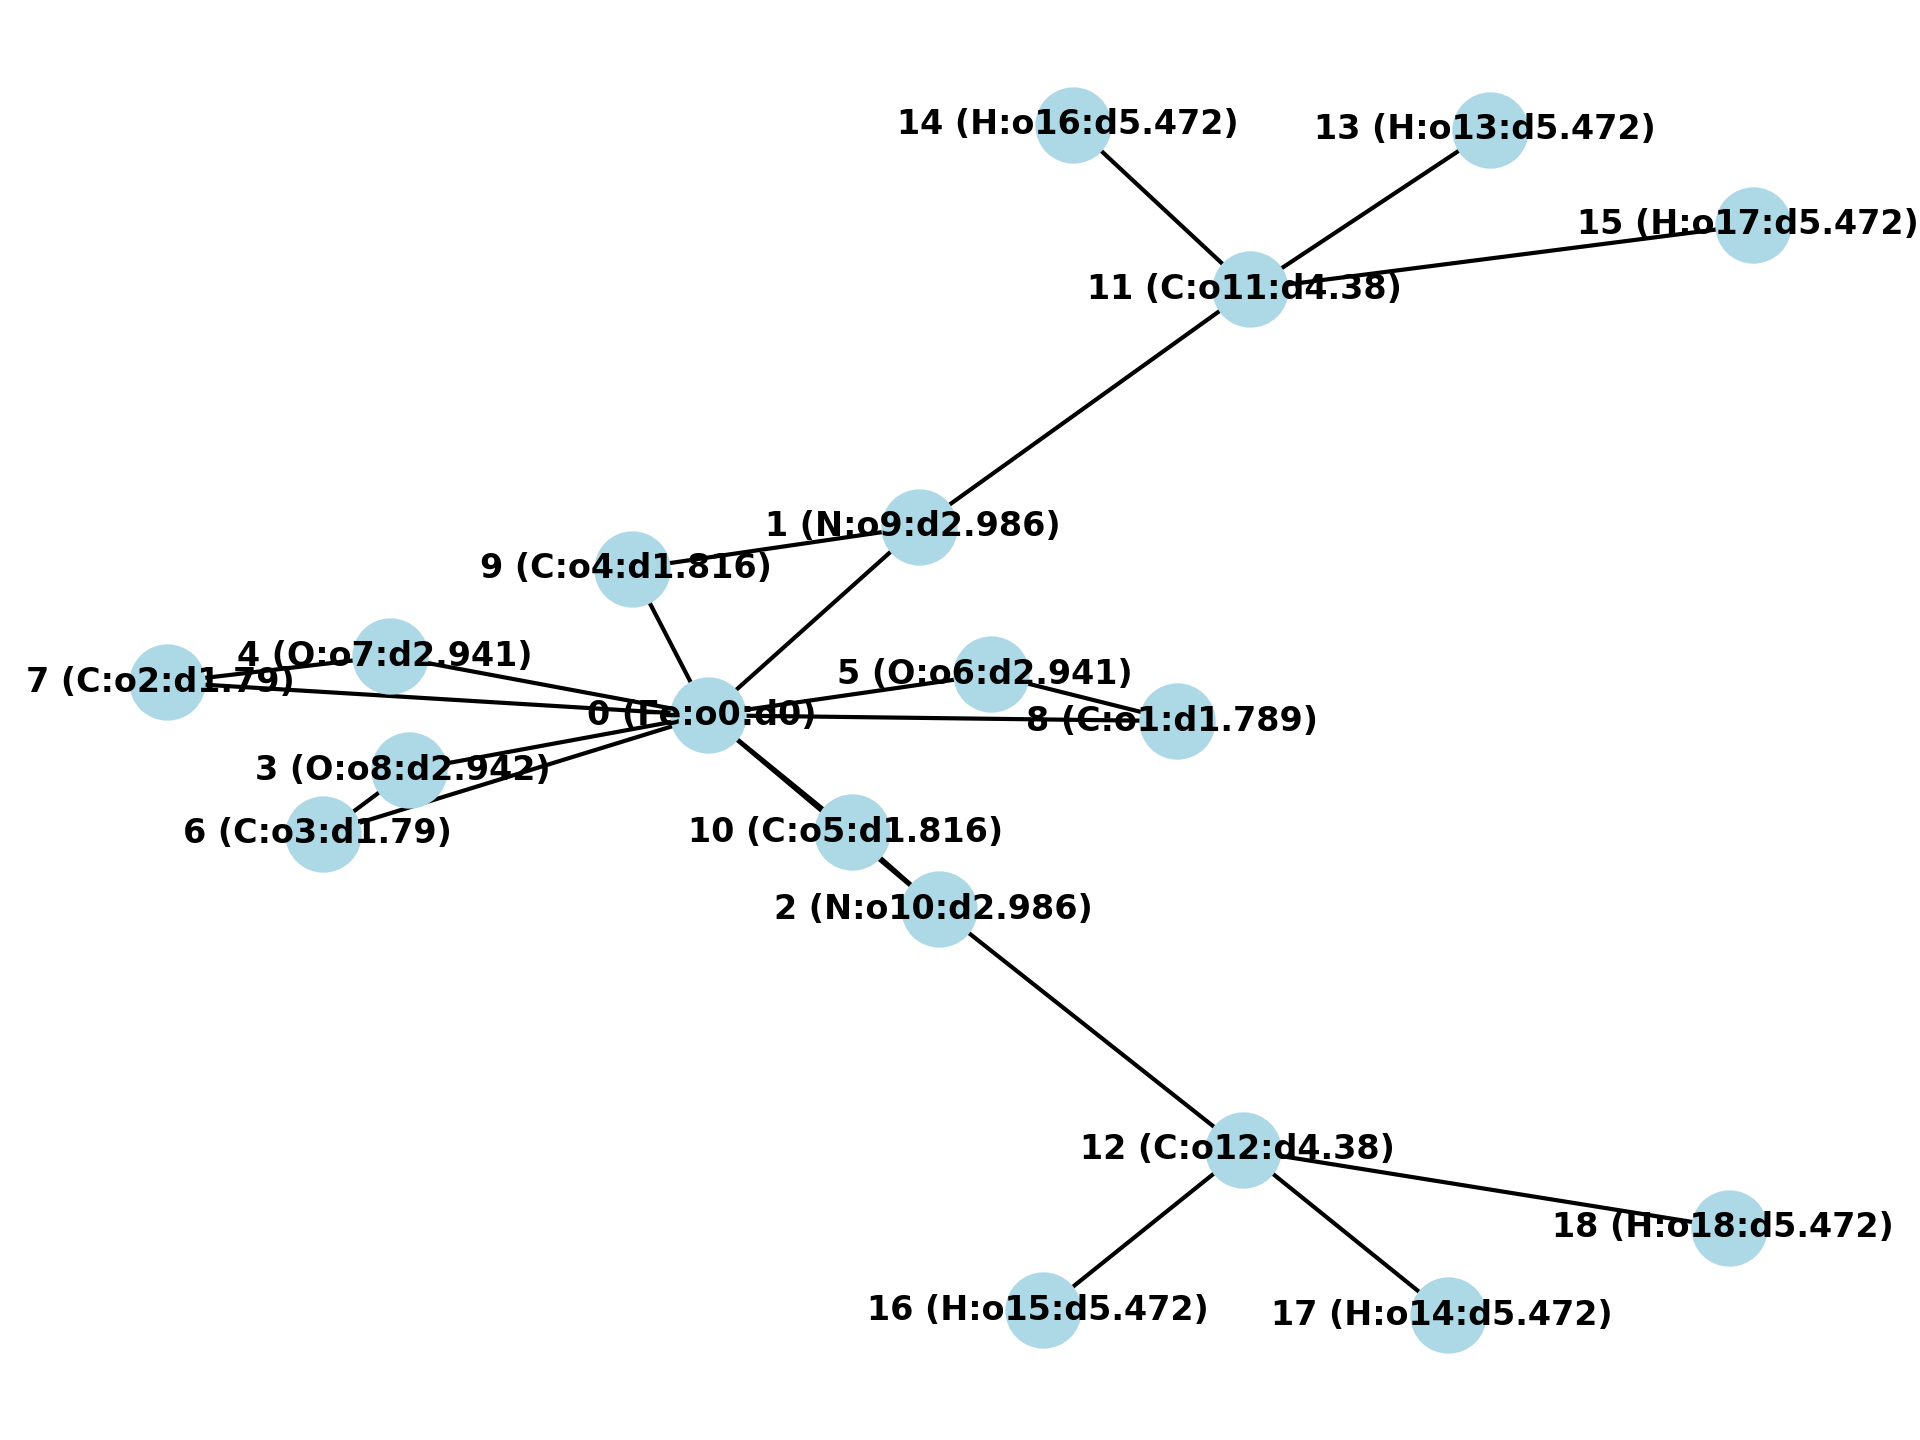 14 (H:o16:d5.472)
13 (H:o13:d5.472)
15 (H:o17:d5.472)
11 (C:o11:d4.38)
1 (N:o9:d2.986)
9 (C:o4:d1.816)
4 (O:o7:d2.941)
7 (C:o2:d1.79)
5 (O:o6:d2.941)
0 (Fe:o0:d0)
8 (C:o1:d1.789)
3 (O:o8:d2.942)
6 (C:o3:d1.79)
10 (C:o5:d1.816)
2 (N:o10:d2.986)
12 (C:o12:d4.38)
18 (H:o18:d5.472)
16 (H:o15:d5.472)
17 (H:o14:d5.472)